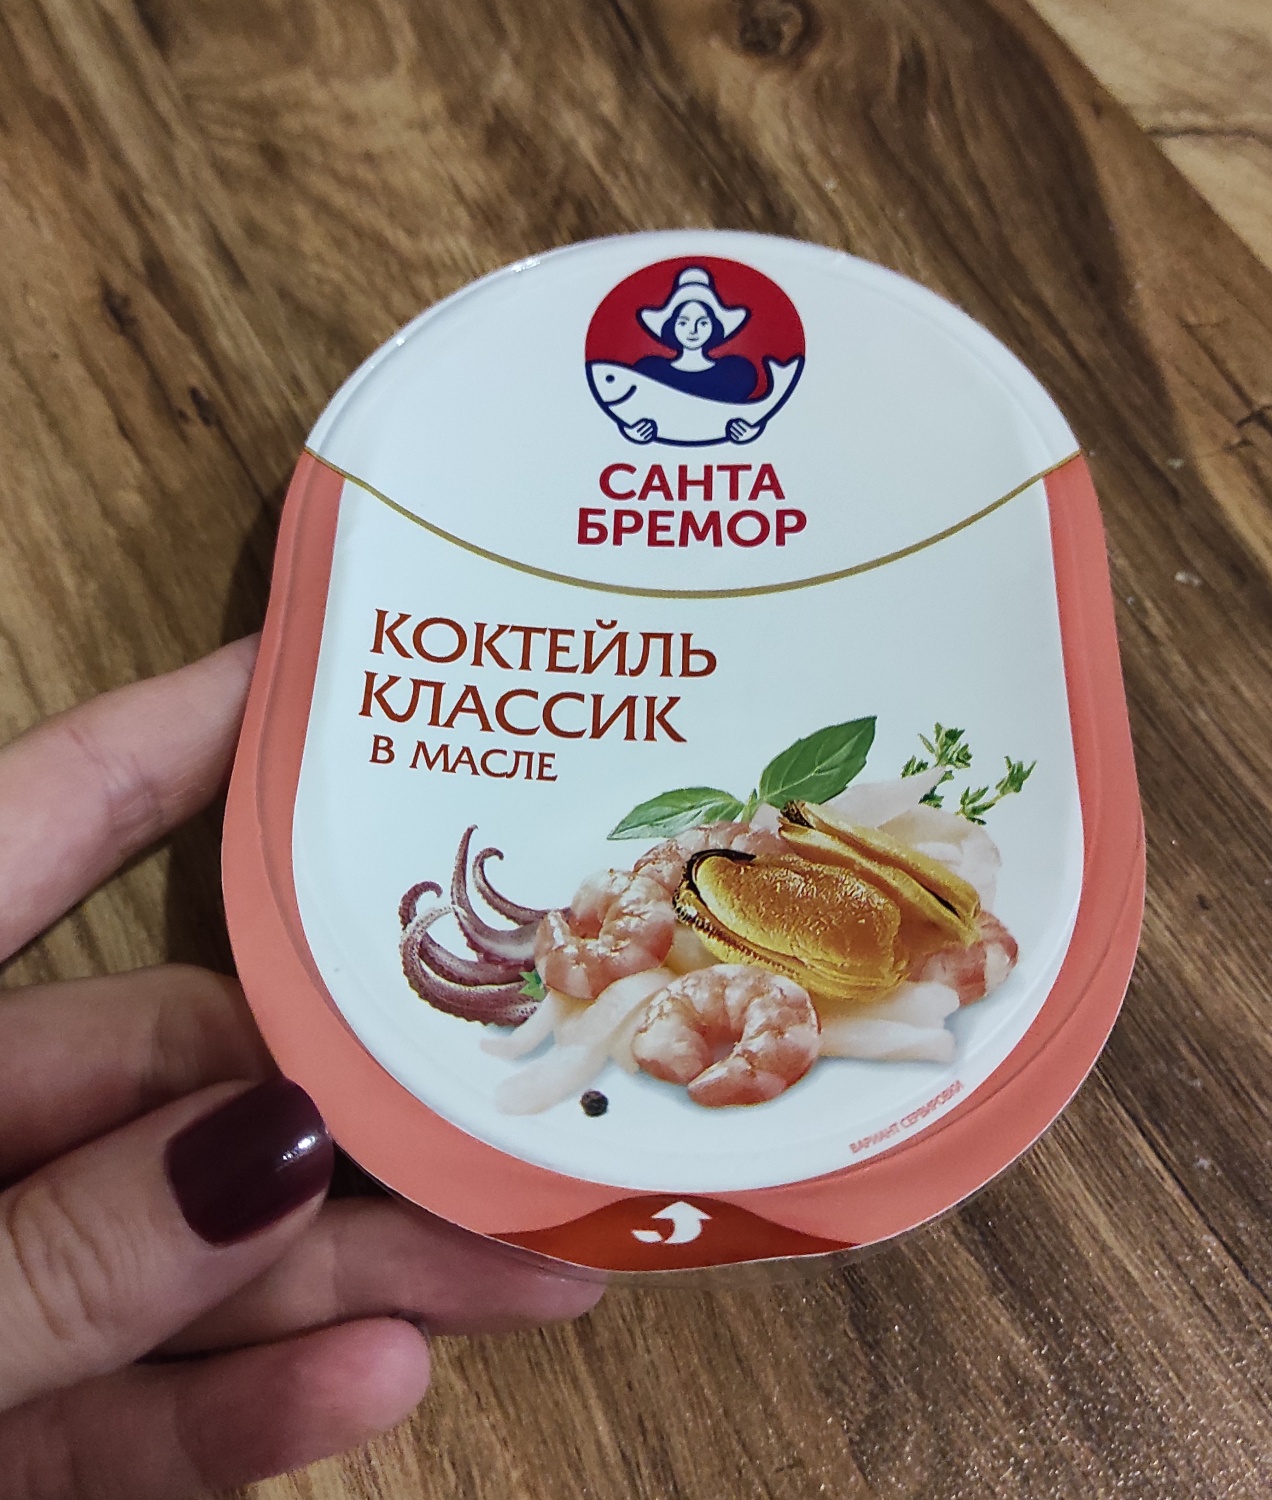 САНТА
БРЕМОР
КОКТЕЙЛЬ
КЛАССИК
В МАСЛЕ
ВАРИАНТ СЕРВИРОВКИ